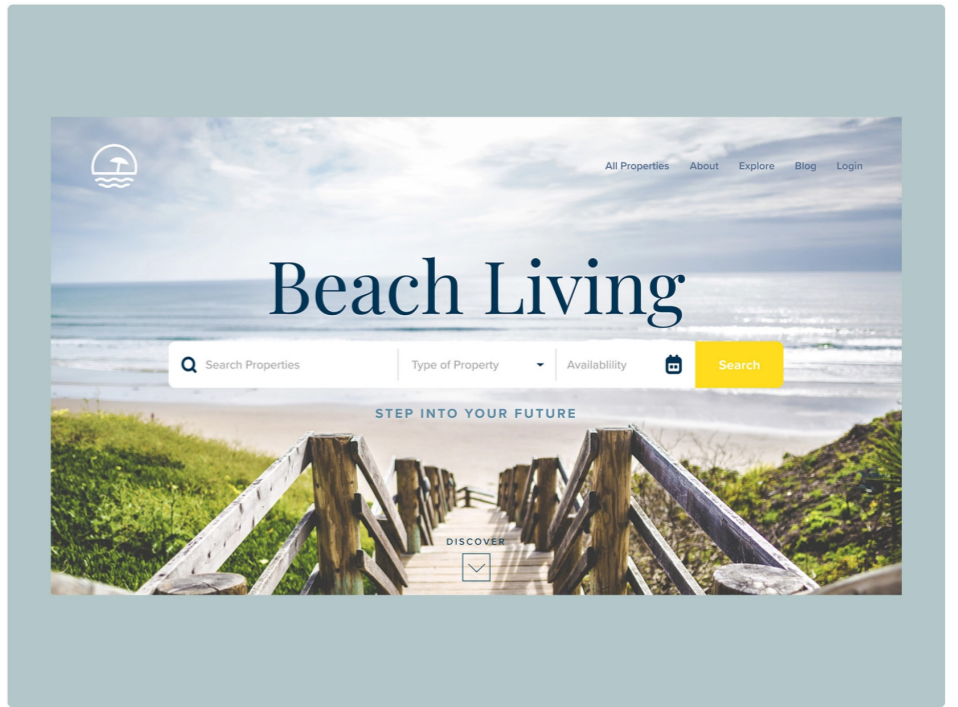 All Properties About Explore Blog Login
Beach Living
Search Properties Type of Property Availablility Search
STEP INTO YOUR FUTURE
DISCOVER